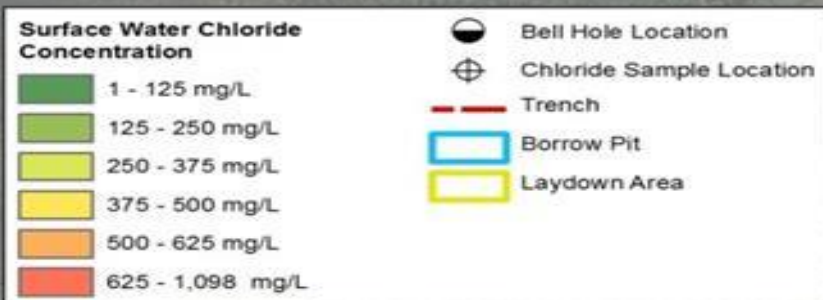 Surface Water Chloride
Concentration
1 - 125 mg/L
125 - 250 mg/L
250 - 375 mg/L
375 - 500 mg/L
500 - 625 mg/L
625 - 1,098 mg/L
Bell Hole Location
Chloride Sample Location
Trench
Borrow Pit
Laydown Area